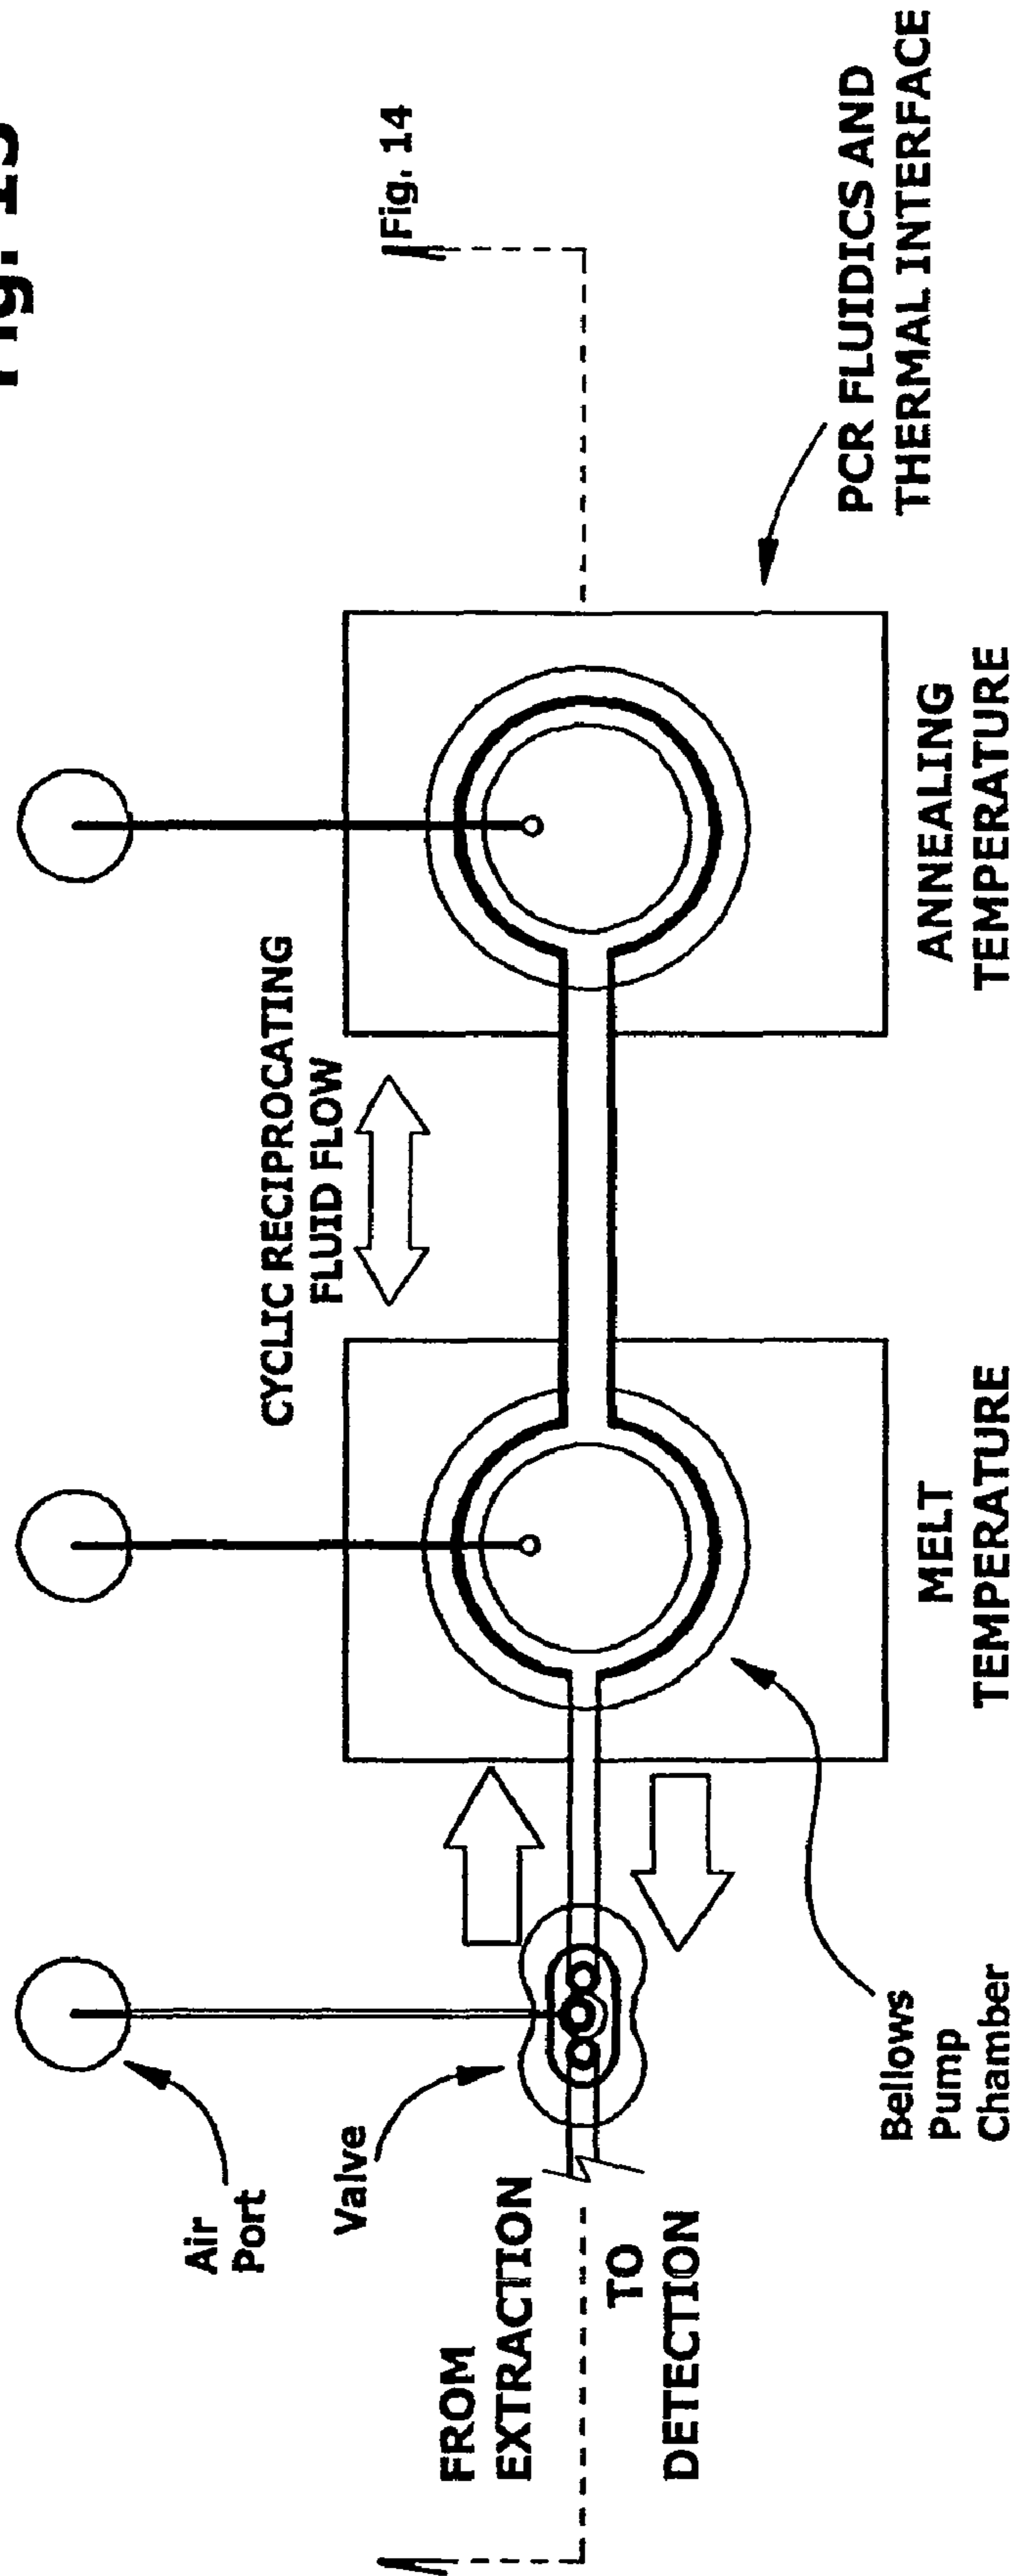 Fig.
Air
Port
CYCLIC RECIPROCATING
FLUID FLOW
Valve
Fig. 14
FROM
EXTRACTION
TO
DETECTION
Bellows
Pump
Chamber
MELT
TEMPERATURE
ANNEALING
TEMPERATURE
PCR FLUIDICS AND
THERMAL INTERFACE